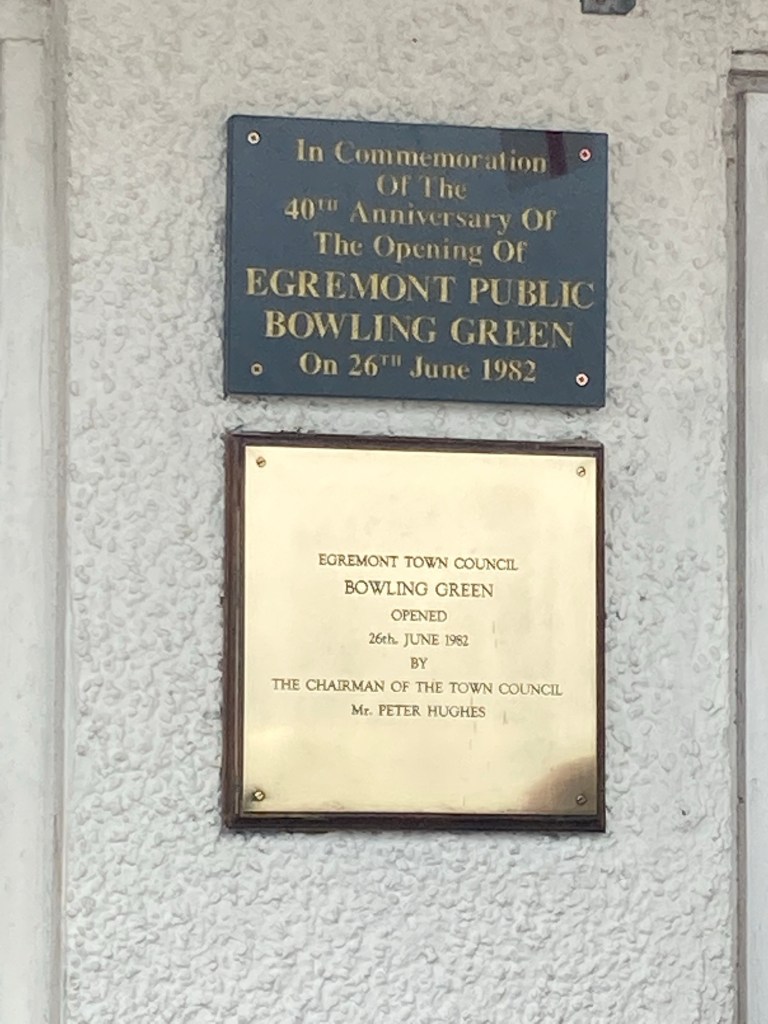 In Commemoration
Of The
40TH Anniversary Of
The Opening Of
EGREMONT PUBLIC
BOWLING GREEN
On 26TH June 1982
EGREMONT TOWN COUNCIL
BOWLING GREEN
OPENED
26th. JUNE 1982
BY
THE CHAIRMAN OF THE TOWN COUNCIL
Mr. PETER HUGHES